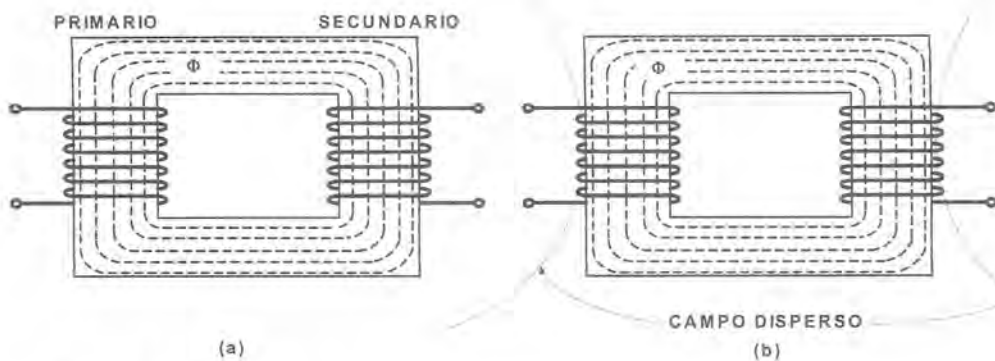 PRIMARIO SECUNDARIO
Φ
Φ
CAMPO DISPERSO
(a)
(b)